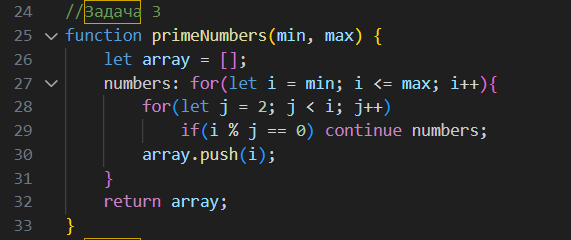 24 //Задача 3
25 function primeNumbers(min, max) {
26 let array = [];
27 numbers: for(let i = min; i <= max; i++){
28 for(let j = 2; j < i; j++)
29 if(i % j == 0) continue numbers;
30 array.push(i);
31 }
32 return array;
33 }